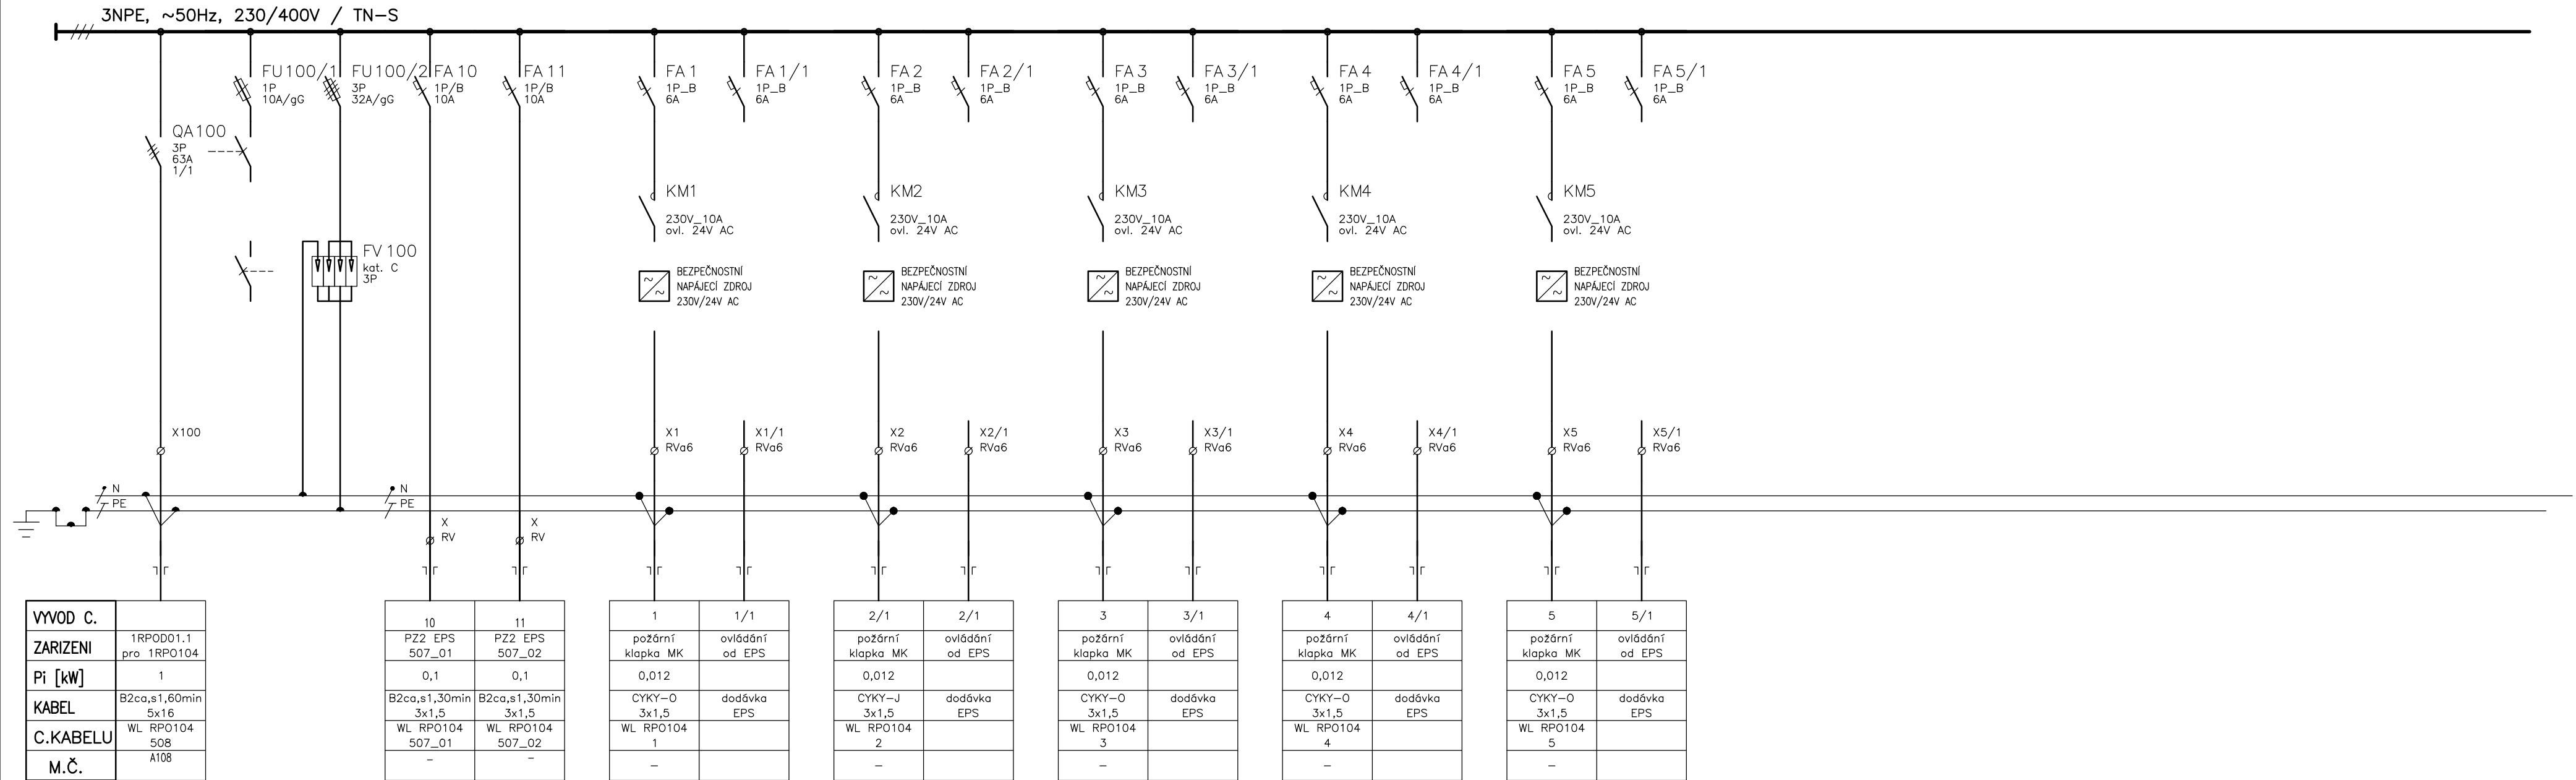 3NPE, ~50Hz, 230/400V / TN-S
FU100/1
1P
10A/gG
FU100/2
3P
32A/gG
FA10
1P/B
10A
FA11
1P/B
10A
FA1
1P_B
6A
FA1/1
1P_B
6A
FA2
1P_B
6A
FA2/1
1P_B
6A
FA3
1P_B
6A
FA3/1
1P_B
6A
FA4
1P_B
6A
FA4/1
1P_B
6A
FA5
1P_B
6A
FA5/1
1P_B
6A
QA100
3P
63A
1/1
KM1
230V_10A
ovl. 24V AC
KM2
230V_10A
ovl. 24V AC
KM3
230V_10A
ovl. 24V AC
KM4
230V_10A
ovl. 24V AC
KM5
230V_10A
ovl. 24V AC
FV100
kat. C
3P
BEZPEČNOSTNÍ
NAPÁJECÍ ZDROJ
230V/24V AC
BEZPEČNOSTNÍ
NAPÁJECÍ ZDROJ
230V/24V AC
BEZPEČNOSTNÍ
NAPÁJECÍ ZDROJ
230V/24V AC
BEZPEČNOSTNÍ
NAPÁJECÍ ZDROJ
230V/24V AC
BEZPEČNOSTNÍ
NAPÁJECÍ ZDROJ
230V/24V AC
X100
X1
RVa6
X1/1
RVa6
X2
RVa6
X2/1
RVa6
X3
RVa6
X3/1
RVa6
X4
RVa6
X4/1
RVa6
X5
RVa6
X5/1
RVa6
N
PE
N
PE
X
RV
X
RV
VYVOD C.
10
11
1
1/1
2/1
2/1
3
3/1
4
4/1
5
5/1
ZARIZENI
1RPOD01.1
pro 1RPO104
PZ2 EPS
507_01
PZ2 EPS
507_02
požární
klapka MK
ovládání
od EPS
požární
klapka MK
ovládání
od EPS
požární
klapka MK
ovládání
od EPS
požární
klapka MK
ovládání
od EPS
požární
klapka MK
ovládání
od EPS
Pi [kW]
1
0,1
0,1
0,012
0,012
0,012
0,012
0,012
KABEL
B2ca,s1,60min
5x16
B2ca,s1,30min
3x1,5
B2ca,s1,30min
3x1,5
CYKY-O
3x1,5
dodávka
EPS
CYKY-J
3x1,5
dodávka
EPS
CYKY-O
3x1,5
dodávka
EPS
CYKY-O
3x1,5
dodávka
EPS
CYKY-O
3x1,5
dodávka
EPS
C.KABELU
WL RPO104
508
WL RPO104
507_01
WL RPO104
507_02
WL RPO104
1
WL RPO104
2
WL RPO104
3
WL RPO104
4
WL RPO104
5
M.Č.
A108
-
-
-
-
-
-
-